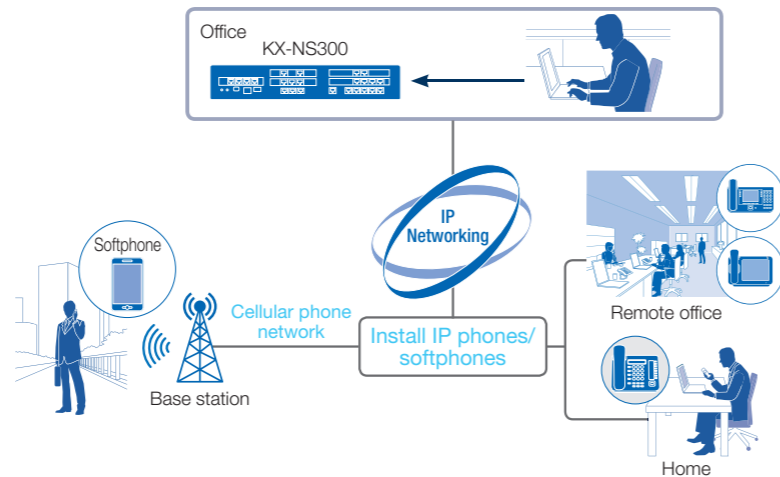 Office
KX-NS300
IP
Networking
Softphone
Cellular phone
network
Install IP phones/
softphones
Remote office
Base station
Home